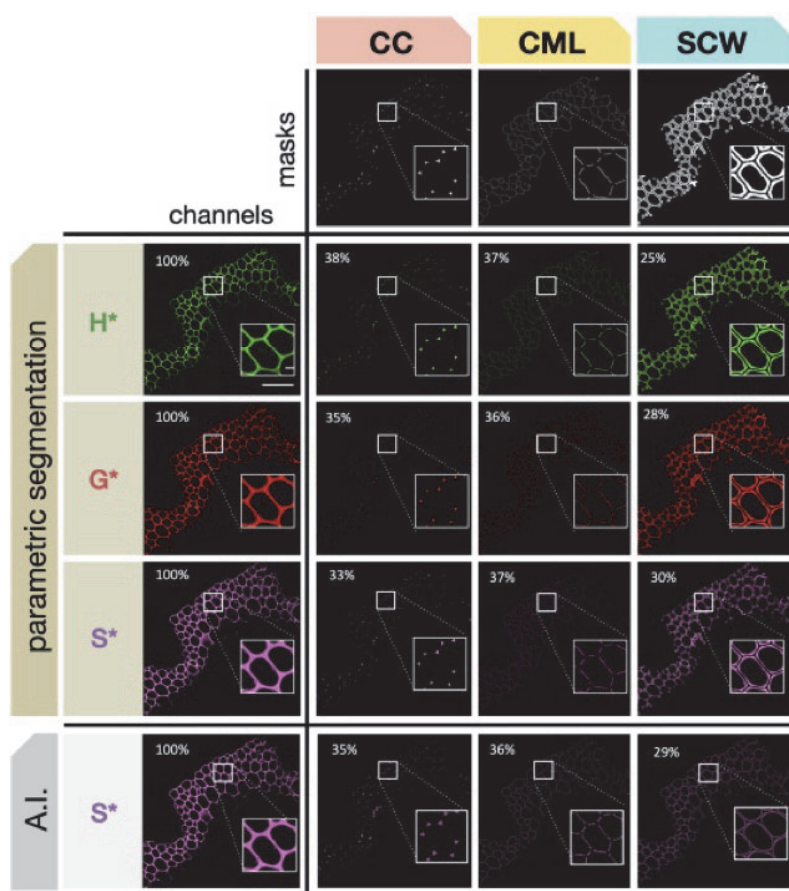 CC CML SCW
masks
channels
parametric segmentation
H* 100% 38% 37% 25%
G* 100% 35% 36% 28%
S* 100% 33% 37% 30%
A.I.
S* 100% 35% 36% 29%